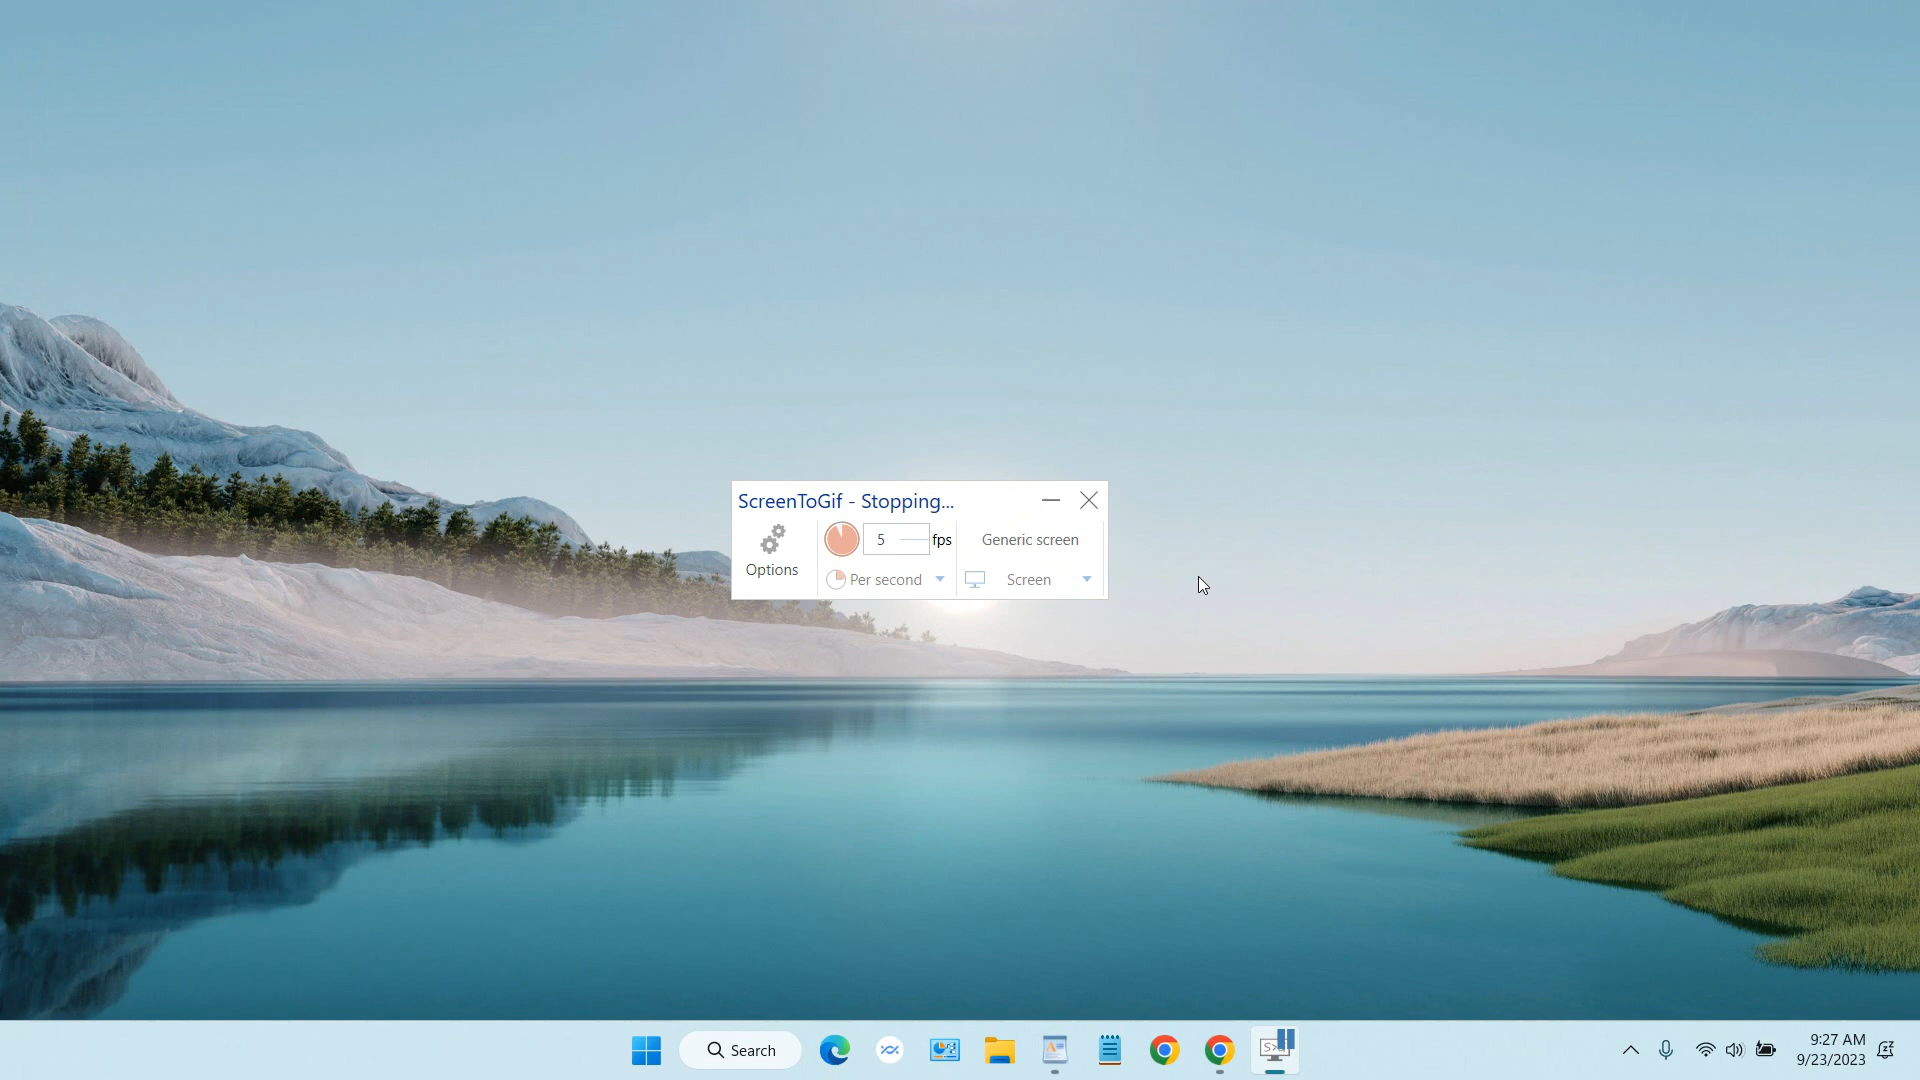 ScreenToGif - Stopping...
Options
5 fps
Generic screen
Per second
Screen
Search
9:27 AM
9/23/2023